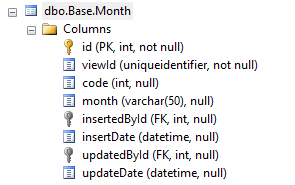 dbo.Base.Month
Columns
id (PK, int, not null)
viewId (uniqueidentifier, not null)
code (int, null)
month (varchar(50), null)
insertedById (FK, int, null)
insertDate (datetime, null)
updatedById (FK, int, null)
updateDate (datetime, null)